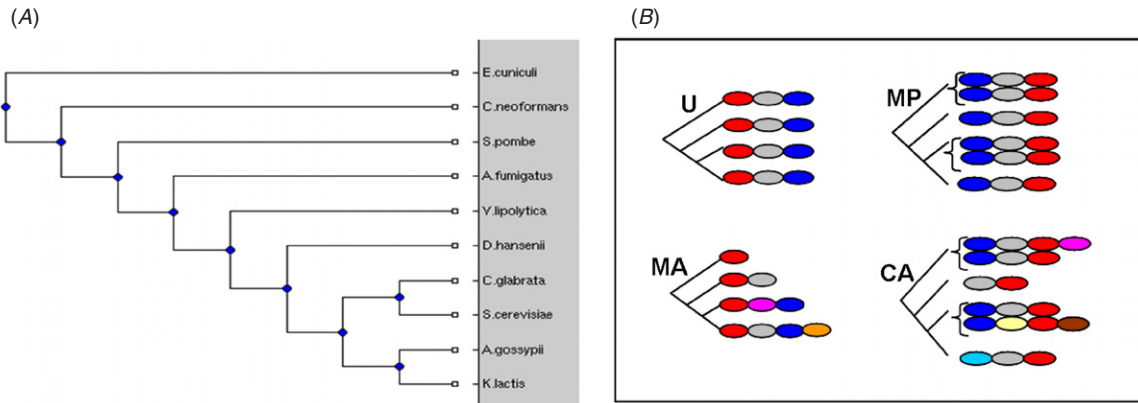 (A)
E.cuniculi
C.neoformans
S.pombe
A.fumigatus
Y.lipolytica
D.hansenii
C.glabrata
S.cerevisiae
A.gossypii
K.lactis
(B)
U
MP
MA
CA